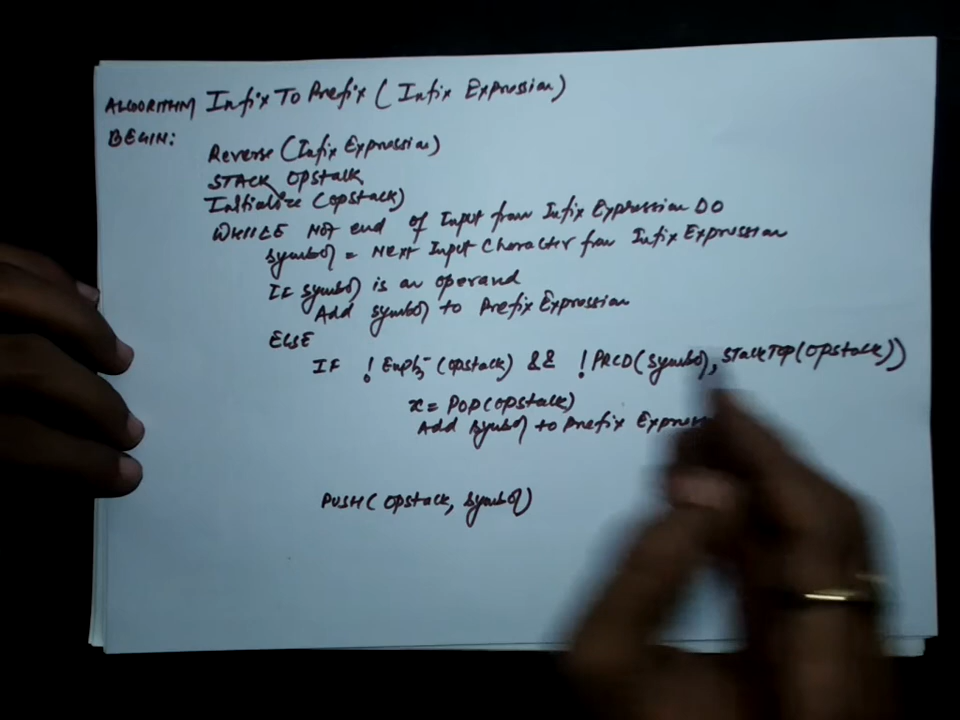 ALGORITHM Infix To Prefix ( Infix Expression )
BEGIN:
Reverse ( Infix Expression )
STACK OpStack
Initialize ( opstack )
WHILE Not end of Input from Infix Expression DO
symbol = Next Input Character from Infix Expression
IF symbol is an operand
Add symbol to Prefix Expression
ELSE
IF ! Empty ( opstack ) && ! PRCD ( symbol, StackTop ( opstack ) )
x = POP ( opstack )
Add symbol to Prefix
PUSH ( opstack, symbol )